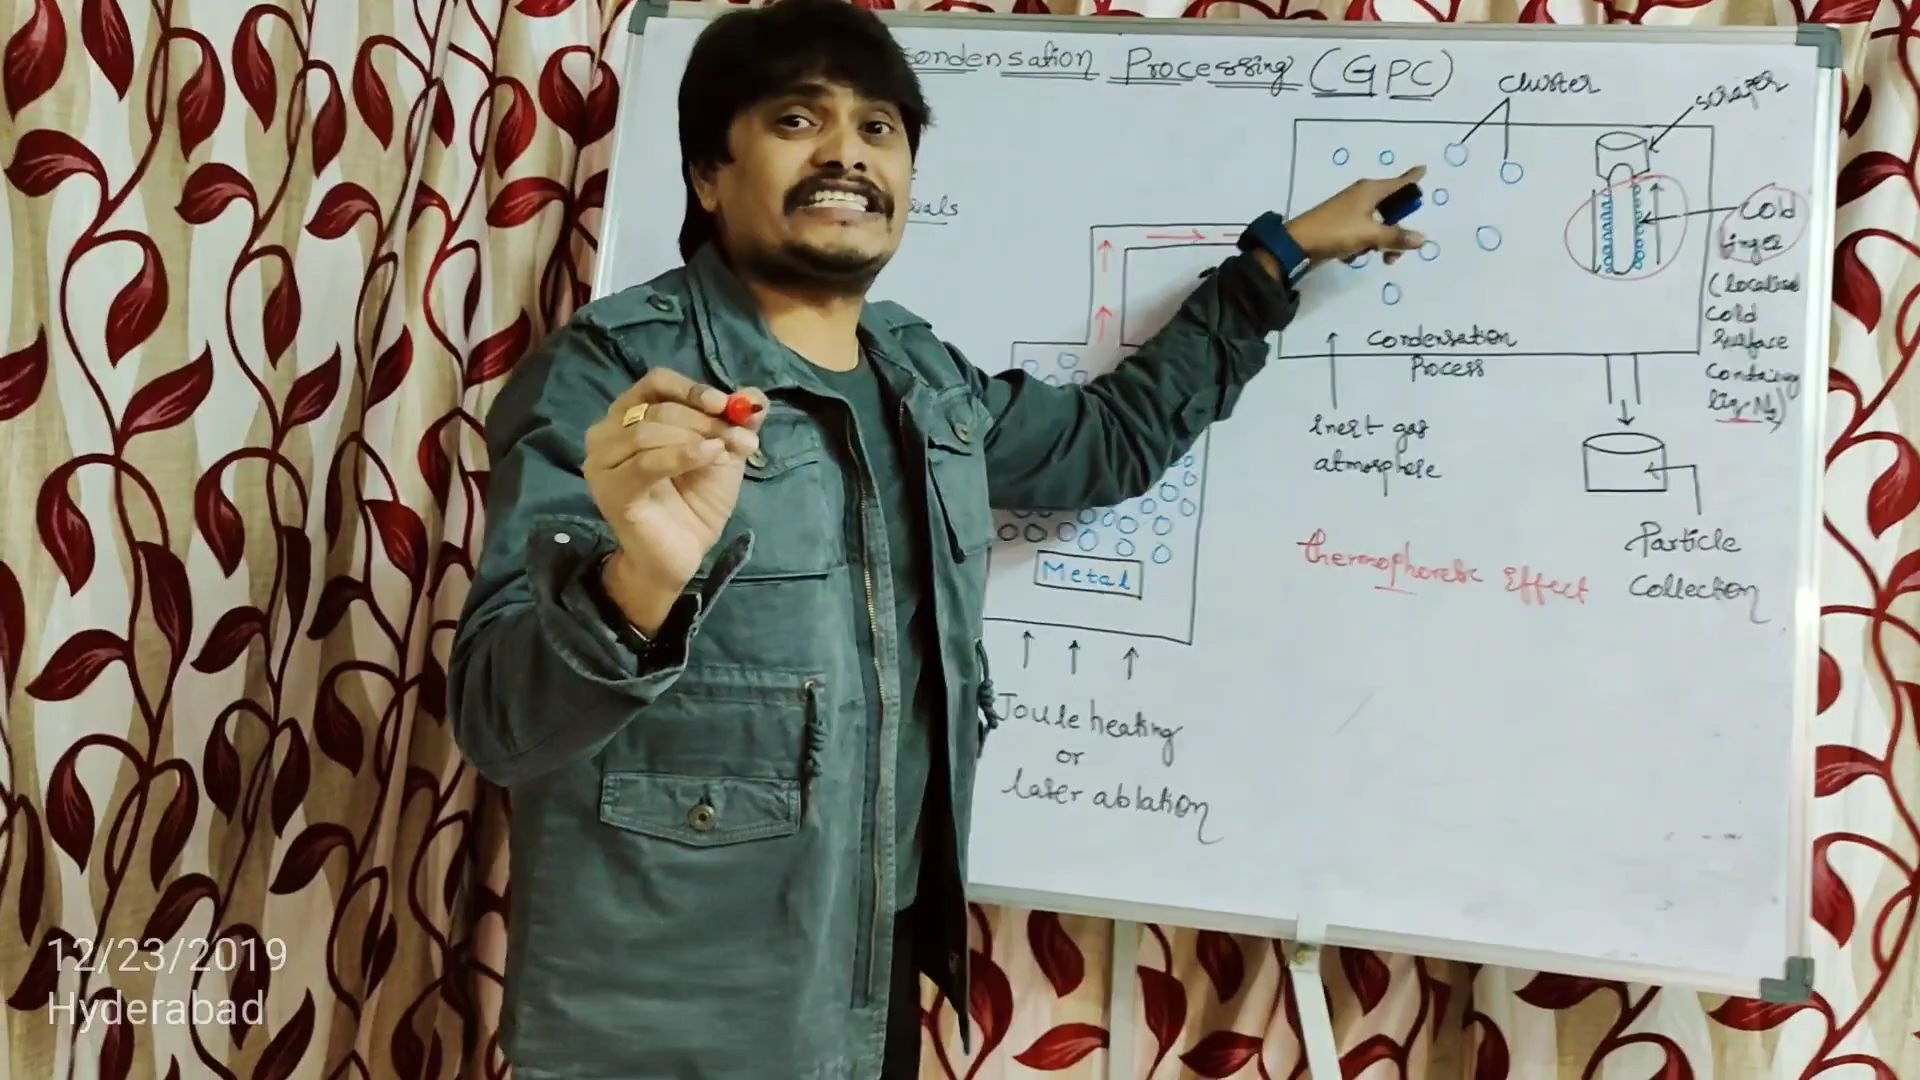 ondensation Processing (GPC)
cluster
scraper
Cold
finger
(localised
cold
surface
containing
liq-N2)
Condensation
Process
inert gas
atmosphere
Metal
Thermophoretic Effect
Particle
Collection
Joule heating
or
laser ablation
12/23/2019
Hyderabad